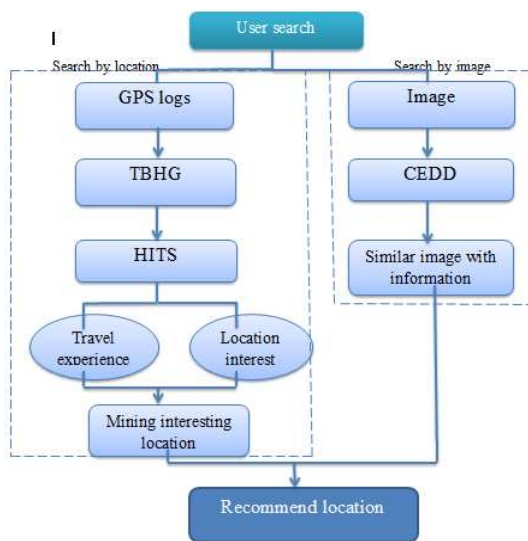 I
User search
Search by location
Search by image
GPS logs
Image
TBHG
CEDD
HITS
Similar image with
information
Travel
experience
Location
interest
Mining interesting
location
Recommend location